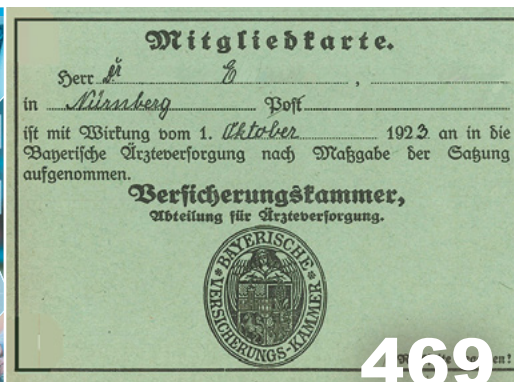 Mitgliedkarte.
Herr Dr E ,
in Nürnberg Post
ist mit Wirkung vom 1. Oktober 1923 an in die
Bayerische Ärzteversorgung nach Maßgabe der Satzung
aufgenommen.
Versicherungskammer,
Abteilung für Ärzteversorgung.
BAYERISCHE
VERSICHERUNGS-KAMMER
469